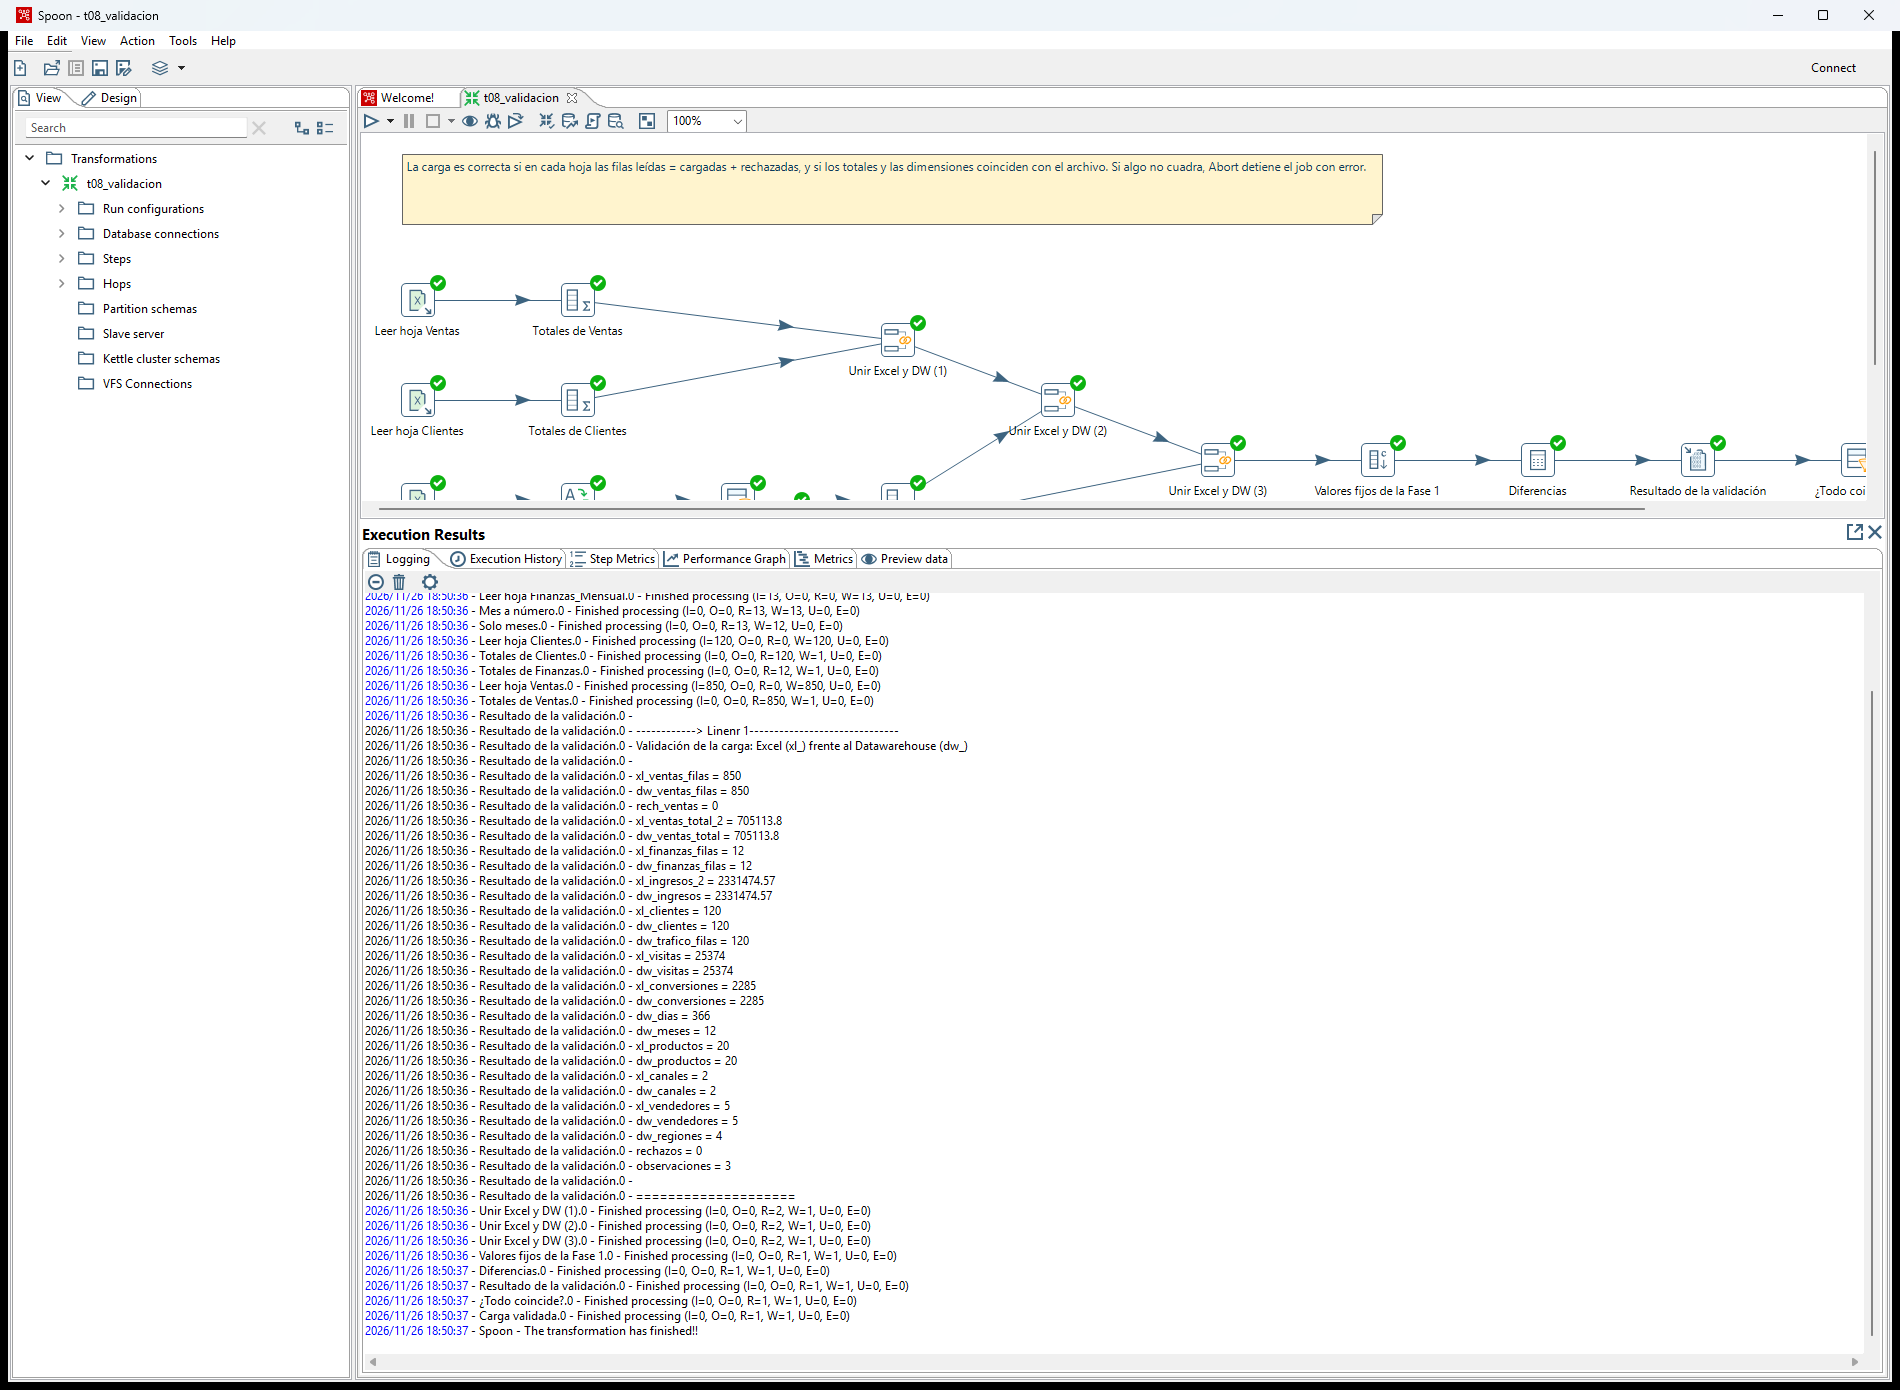 Spoon - t08_validacion
File Edit View Action Tools Help
Connect
View Design
Search
Transformations
t08_validacion
Run configurations
Database connections
Steps
Hops
Partition schemas
Slave server
Kettle cluster schemas
VFS Connections
Welcome! t08_validacion
100%
La carga es correcta si en cada hoja las filas leídas = cargadas + rechazadas, y si los totales y las dimensiones coinciden con el archivo. Si algo no cuadra, Abort detiene el job con error.
Leer hoja Ventas
Totales de Ventas
Unir Excel y DW (1)
Leer hoja Clientes
Totales de Clientes
Unir Excel y DW (2)
Unir Excel y DW (3)
Valores fijos de la Fase 1
Diferencias
Resultado de la validación
¿Todo coi
Execution Results
Logging Execution History Step Metrics Performance Graph Metrics Preview data
2026/11/26 18:50:36 - Leer hoja Finanzas_Mensual.0 - Finished processing (I=13, O=0, R=0, W=13, U=0, E=0)
2026/11/26 18:50:36 - Mes a número.0 - Finished processing (I=0, O=0, R=13, W=13, U=0, E=0)
2026/11/26 18:50:36 - Solo meses.0 - Finished processing (I=0, O=0, R=13, W=12, U=0, E=0)
2026/11/26 18:50:36 - Leer hoja Clientes.0 - Finished processing (I=120, O=0, R=0, W=120, U=0, E=0)
2026/11/26 18:50:36 - Totales de Clientes.0 - Finished processing (I=0, O=0, R=120, W=1, U=0, E=0)
2026/11/26 18:50:36 - Totales de Finanzas.0 - Finished processing (I=0, O=0, R=12, W=1, U=0, E=0)
2026/11/26 18:50:36 - Leer hoja Ventas.0 - Finished processing (I=850, O=0, R=0, W=850, U=0, E=0)
2026/11/26 18:50:36 - Totales de Ventas.0 - Finished processing (I=0, O=0, R=850, W=1, U=0, E=0)
2026/11/26 18:50:36 - Resultado de la validación.0 -
2026/11/26 18:50:36 - Resultado de la validación.0 - ------------> Linenr 1------------------------------
2026/11/26 18:50:36 - Resultado de la validación.0 - Validación de la carga: Excel (xl_) frente al Datawarehouse (dw_)
2026/11/26 18:50:36 - Resultado de la validación.0 -
2026/11/26 18:50:36 - Resultado de la validación.0 - xl_ventas_filas = 850
2026/11/26 18:50:36 - Resultado de la validación.0 - dw_ventas_filas = 850
2026/11/26 18:50:36 - Resultado de la validación.0 - rech_ventas = 0
2026/11/26 18:50:36 - Resultado de la validación.0 - xl_ventas_total_2 = 705113.8
2026/11/26 18:50:36 - Resultado de la validación.0 - dw_ventas_total = 705113.8
2026/11/26 18:50:36 - Resultado de la validación.0 - xl_finanzas_filas = 12
2026/11/26 18:50:36 - Resultado de la validación.0 - dw_finanzas_filas = 12
2026/11/26 18:50:36 - Resultado de la validación.0 - xl_ingresos_2 = 2331474.57
2026/11/26 18:50:36 - Resultado de la validación.0 - dw_ingresos = 2331474.57
2026/11/26 18:50:36 - Resultado de la validación.0 - xl_clientes = 120
2026/11/26 18:50:36 - Resultado de la validación.0 - dw_clientes = 120
2026/11/26 18:50:36 - Resultado de la validación.0 - dw_trafico_filas = 120
2026/11/26 18:50:36 - Resultado de la validación.0 - xl_visitas = 25374
2026/11/26 18:50:36 - Resultado de la validación.0 - dw_visitas = 25374
2026/11/26 18:50:36 - Resultado de la validación.0 - xl_conversiones = 2285
2026/11/26 18:50:36 - Resultado de la validación.0 - dw_conversiones = 2285
2026/11/26 18:50:36 - Resultado de la validación.0 - dw_dias = 366
2026/11/26 18:50:36 - Resultado de la validación.0 - dw_meses = 12
2026/11/26 18:50:36 - Resultado de la validación.0 - xl_productos = 20
2026/11/26 18:50:36 - Resultado de la validación.0 - dw_productos = 20
2026/11/26 18:50:36 - Resultado de la validación.0 - xl_canales = 2
2026/11/26 18:50:36 - Resultado de la validación.0 - dw_canales = 2
2026/11/26 18:50:36 - Resultado de la validación.0 - xl_vendedores = 5
2026/11/26 18:50:36 - Resultado de la validación.0 - dw_vendedores = 5
2026/11/26 18:50:36 - Resultado de la validación.0 - dw_regiones = 4
2026/11/26 18:50:36 - Resultado de la validación.0 - rechazos = 0
2026/11/26 18:50:36 - Resultado de la validación.0 - observaciones = 3
2026/11/26 18:50:36 - Resultado de la validación.0 -
2026/11/26 18:50:36 - Resultado de la validación.0 - ====================
2026/11/26 18:50:36 - Unir Excel y DW (1).0 - Finished processing (I=0, O=0, R=2, W=1, U=0, E=0)
2026/11/26 18:50:36 - Unir Excel y DW (2).0 - Finished processing (I=0, O=0, R=2, W=1, U=0, E=0)
2026/11/26 18:50:36 - Unir Excel y DW (3).0 - Finished processing (I=0, O=0, R=2, W=1, U=0, E=0)
2026/11/26 18:50:36 - Valores fijos de la Fase 1.0 - Finished processing (I=0, O=0, R=1, W=1, U=0, E=0)
2026/11/26 18:50:37 - Diferencias.0 - Finished processing (I=0, O=0, R=1, W=1, U=0, E=0)
2026/11/26 18:50:37 - Resultado de la validación.0 - Finished processing (I=0, O=0, R=1, W=1, U=0, E=0)
2026/11/26 18:50:37 - ¿Todo coincide?.0 - Finished processing (I=0, O=0, R=1, W=1, U=0, E=0)
2026/11/26 18:50:37 - Carga validada.0 - Finished processing (I=0, O=0, R=1, W=1, U=0, E=0)
2026/11/26 18:50:37 - Spoon - The transformation has finished!!